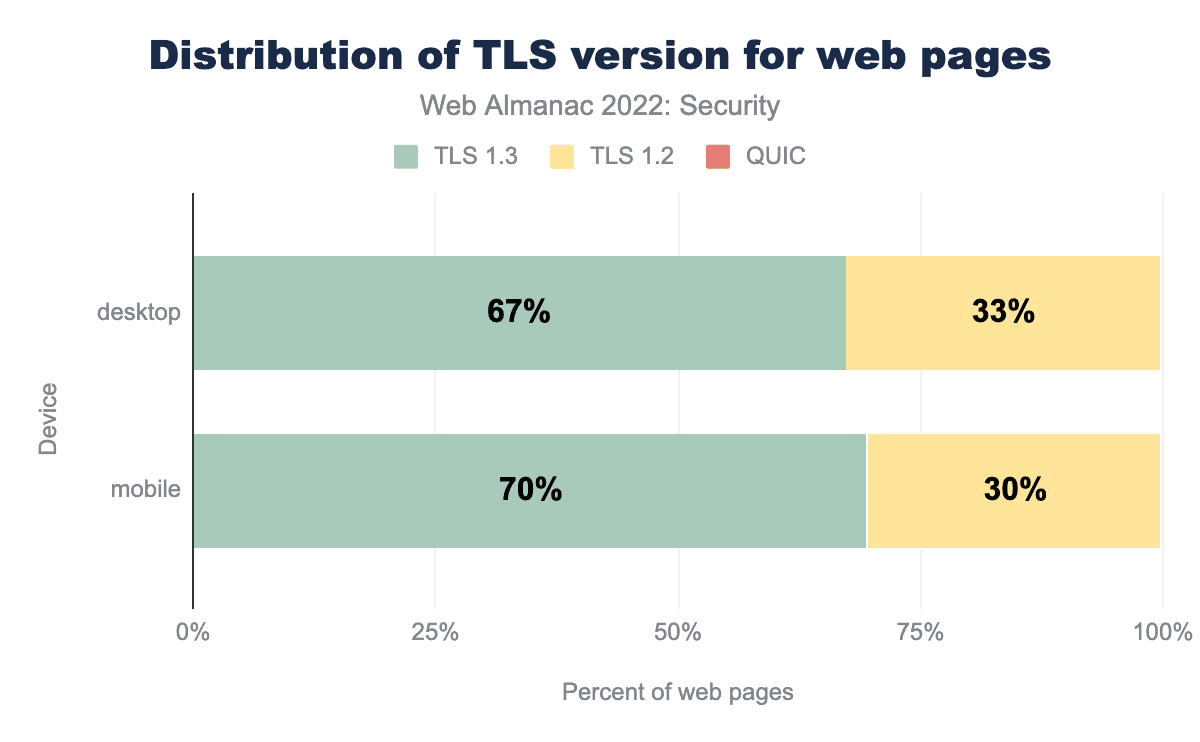 Distribution of TLS version for web pages
Web Almanac 2022: Security
TLS 1.3 TLS 1.2 QUIC
desktop 67% 33%
Device
mobile 70% 30%
0% 25% 50% 75% 100%
Percent of web pages